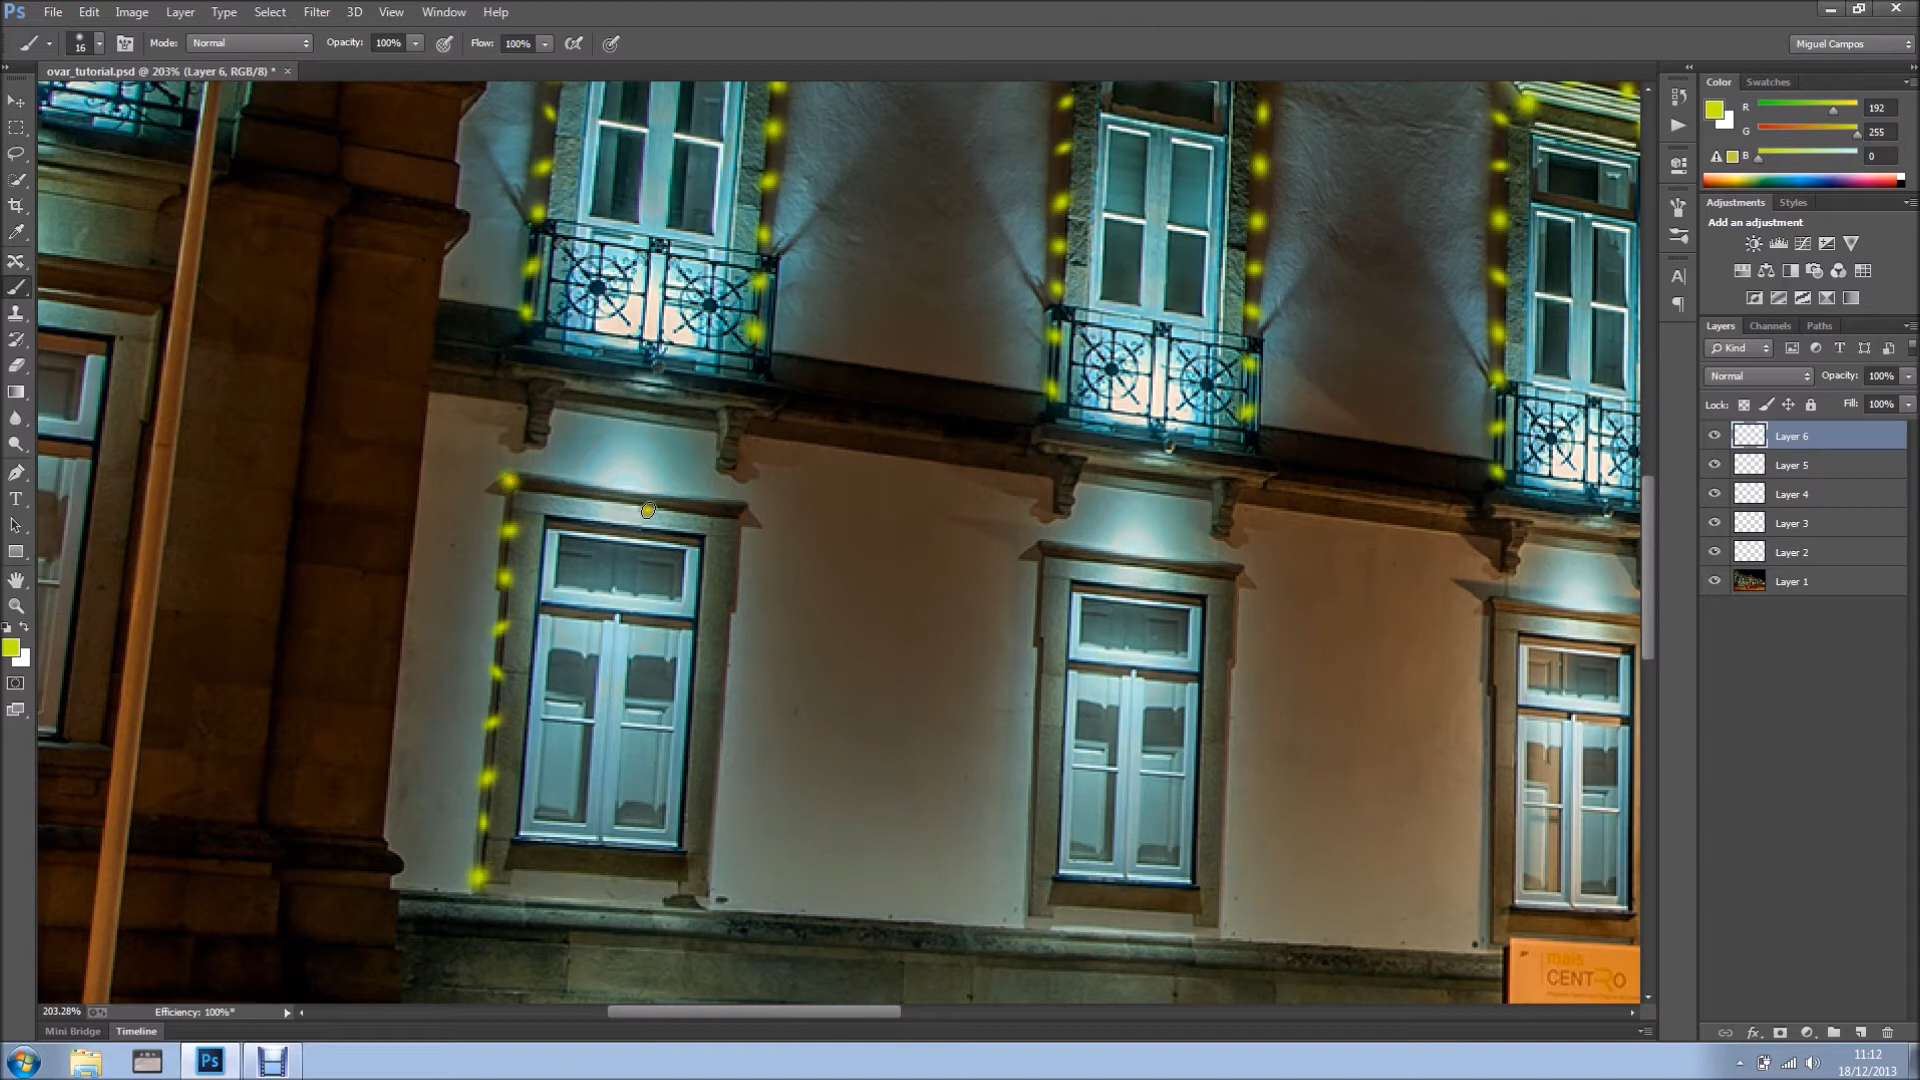 Ps File Edit Image Layer Type Select Filter 3D View Window Help
16 Mode: Normal Opacity: 100% Flow: 100% Miguel Campos
ovar_tutorial.psd @ 203% (Layer 6, RGB/8) * ×
Color Swatches
R 192
G 255
B 0
Adjustments Styles
Add an adjustment
Layers Channels Paths
Kind
Normal Opacity: 100%
Lock: Fill: 100%
Layer 6
Layer 5
Layer 4
Layer 3
Layer 2
Layer 1
mais
CENTRO
203.28% Efficiency: 100%*
Mini Bridge Timeline
Ps
11:12
18/12/2013